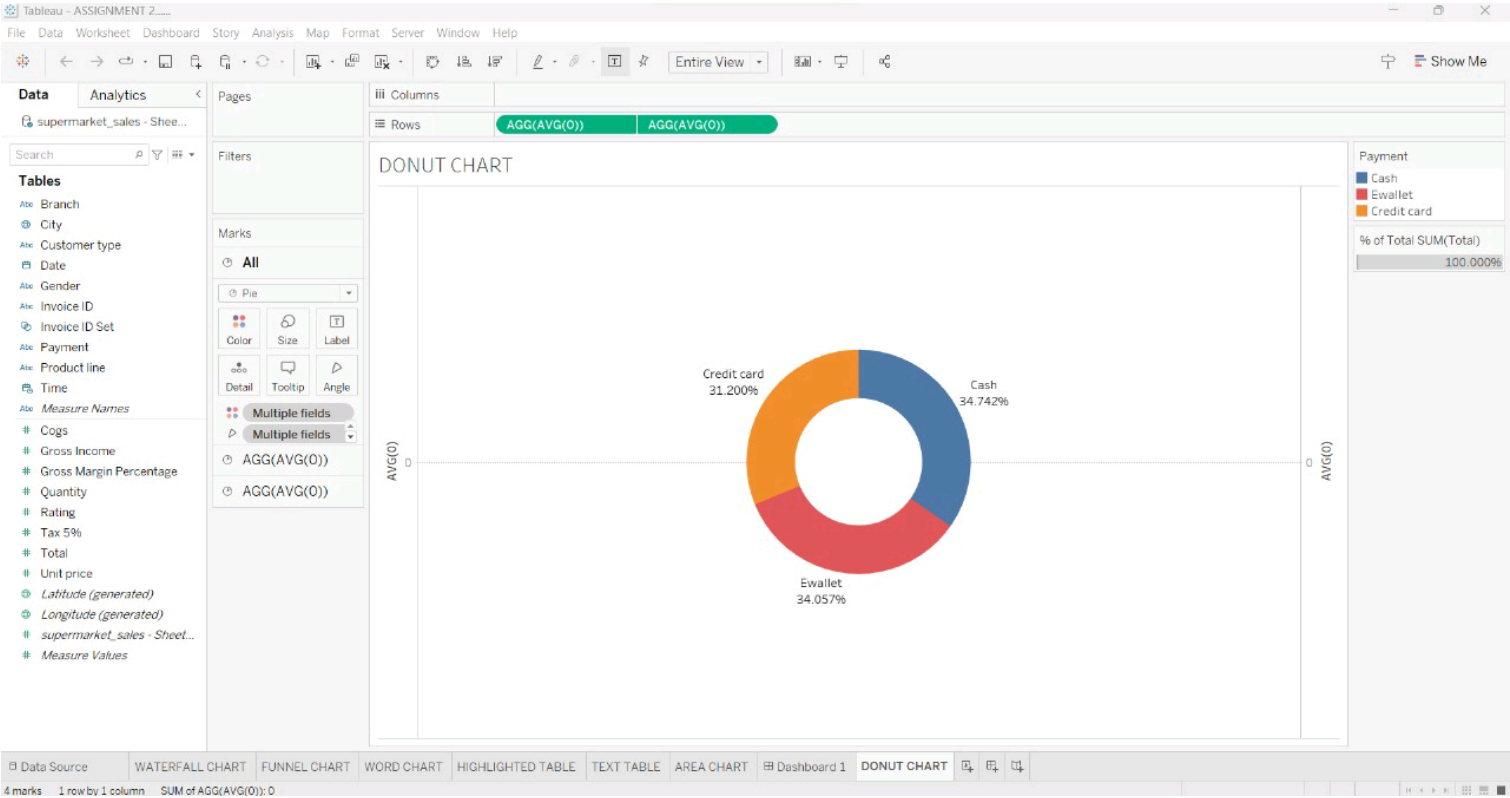 Tableau - ASSIGNMENT 2......
File Data Worksheet Dashboard Story Analysis Map Format Server Window Help
Entire View
Show Me
Data Analytics
supermarket_sales - Shee...
Search
Tables
Abc Branch
City
Abc Customer type
Date
Abc Gender
Abc Invoice ID
Invoice ID Set
Abc Payment
Abc Product line
Time
Abc Measure Names
# Cogs
# Gross Income
# Gross Margin Percentage
# Quantity
# Rating
# Tax 5%
# Total
# Unit price
Latitude (generated)
Longitude (generated)
# supermarket_sales - Sheet...
# Measure Values
Pages
Filters
Marks
All
Pie
Color Size Label
Detail Tooltip Angle
Multiple fields
Multiple fields
AGG(AVG(0))
AGG(AVG(0))
Columns
Rows AGG(AVG(0)) AGG(AVG(0))
DONUT CHART
Credit card
31.200%
Cash
34.742%
Ewallet
34.057%
AVG(0)
0
0
AVG(0)
Payment
Cash
Ewallet
Credit card
% of Total SUM(Total)
100.000%
Data Source WATERFALL CHART FUNNEL CHART WORD CHART HIGHLIGHTED TABLE TEXT TABLE AREA CHART Dashboard 1 DONUT CHART
4 marks 1 row by 1 column SUM of AGG(AVG(0)): 0